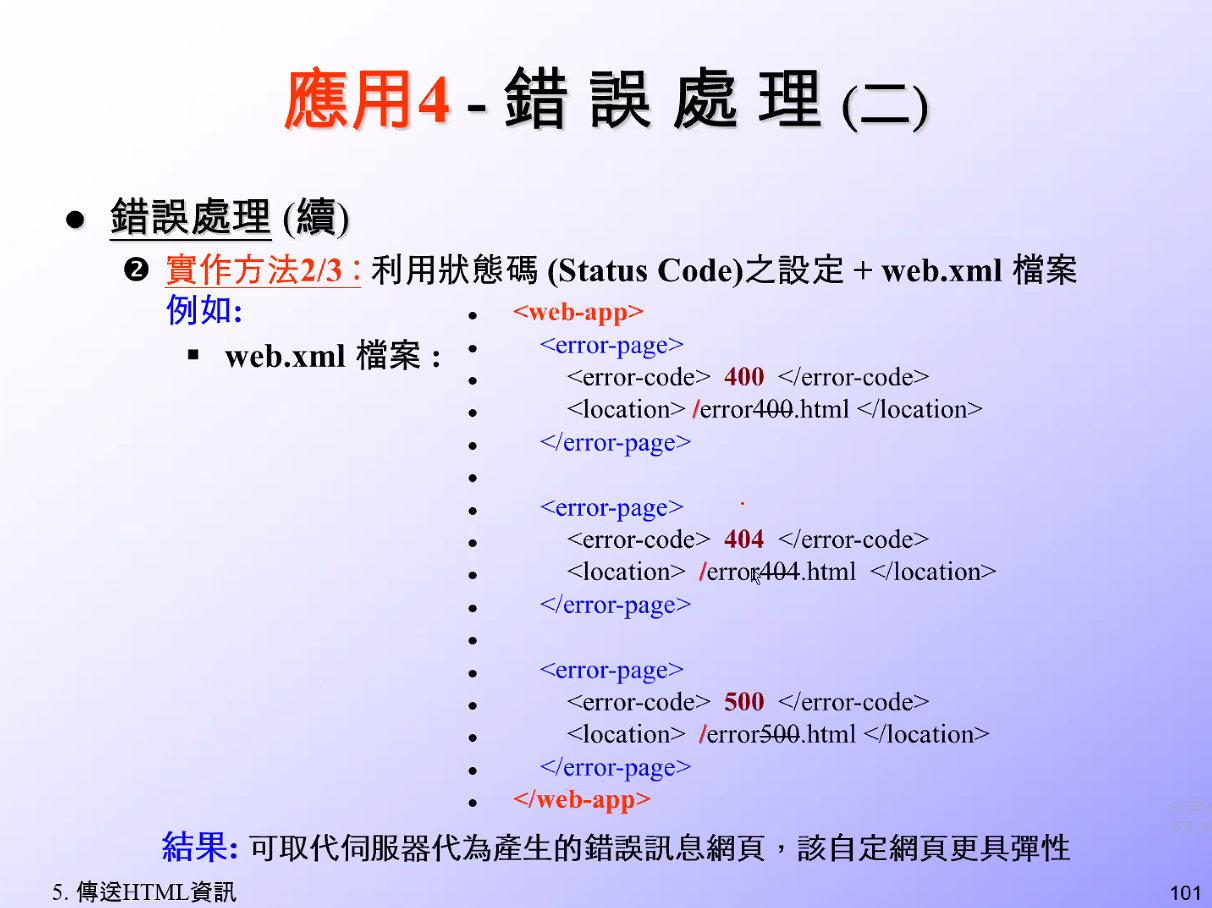 應用4 - 錯 誤 處 理 (二)
● 錯誤處理 (續)
❷ 實作方法2/3：利用狀態碼 (Status Code)之設定 + web.xml 檔案
例如:
▪ web.xml 檔案 :
● <web-app>
● <error-page>
● <error-code> 400 </error-code>
● <location> /error400.html </location>
● </error-page>
●
● <error-page>
● <error-code> 404 </error-code>
● <location> /error404.html </location>
● </error-page>
●
● <error-page>
● <error-code> 500 </error-code>
● <location> /error500.html </location>
● </error-page>
● </web-app>
結果: 可取代伺服器代為產生的錯誤訊息網頁，該自定網頁更具彈性
5. 傳送HTML資訊
101